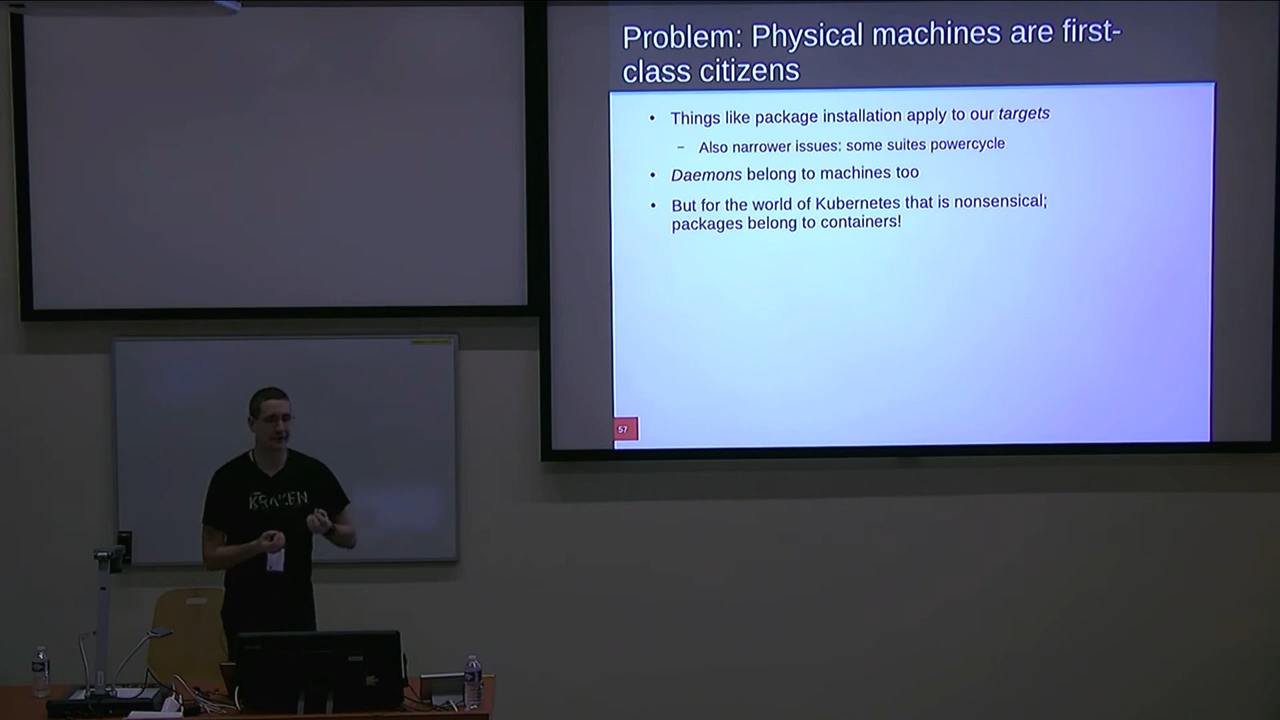 Problem: Physical machines are first-
class citizens
• Things like package installation apply to our targets
– Also narrower issues: some suites powercycle
• Daemons belong to machines too
• But for the world of Kubernetes that is nonsensical;
packages belong to containers!
57
KRAKEN